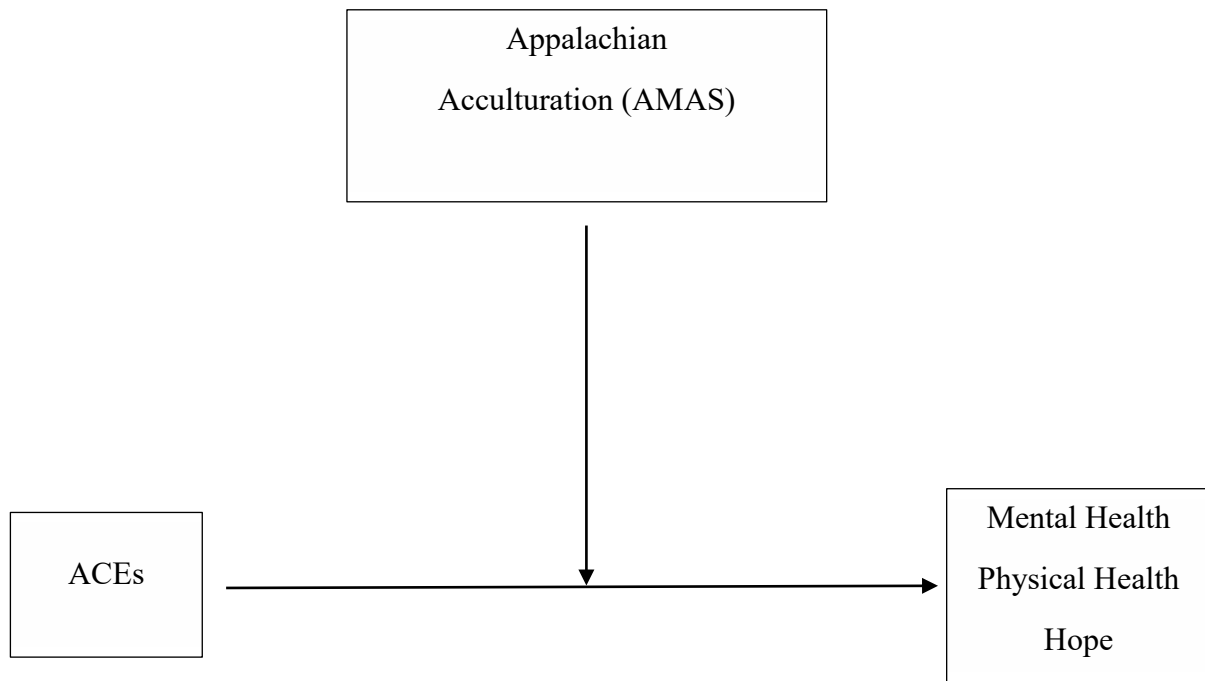 Appalachian
Acculturation (AMAS)
ACEs
Mental Health
Physical Health
Hope